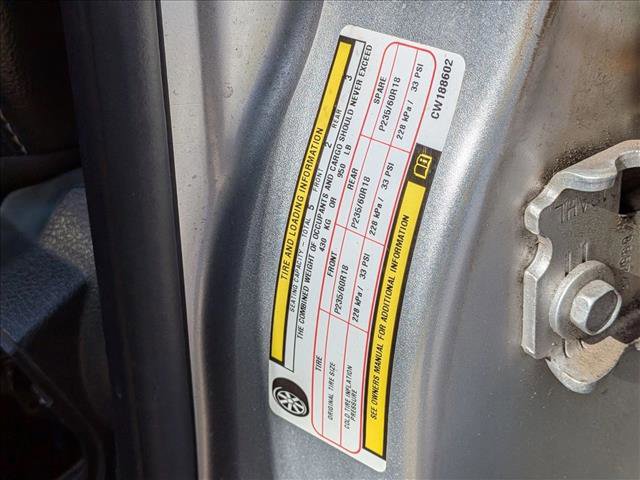 TIRE AND LOADING INFORMATION
SEATING CAPACITY - TOTAL 5 FRONT 2 REAR 3
THE COMBINED WEIGHT OF OCCUPANTS AND CARGO SHOULD NEVER EXCEED
430 KG OR 950 LB
TIRE FRONT REAR SPARE
ORIGINAL TIRE SIZE P235/60R18 P235/60R18 P235/60R18
COLD TIRE INFLATION PRESSURE 228 kPa / 33 PSI 228 kPa / 33 PSI 228 kPa / 33 PSI
SEE OWNERS MANUAL FOR ADDITIONAL INFORMATION
CW188602